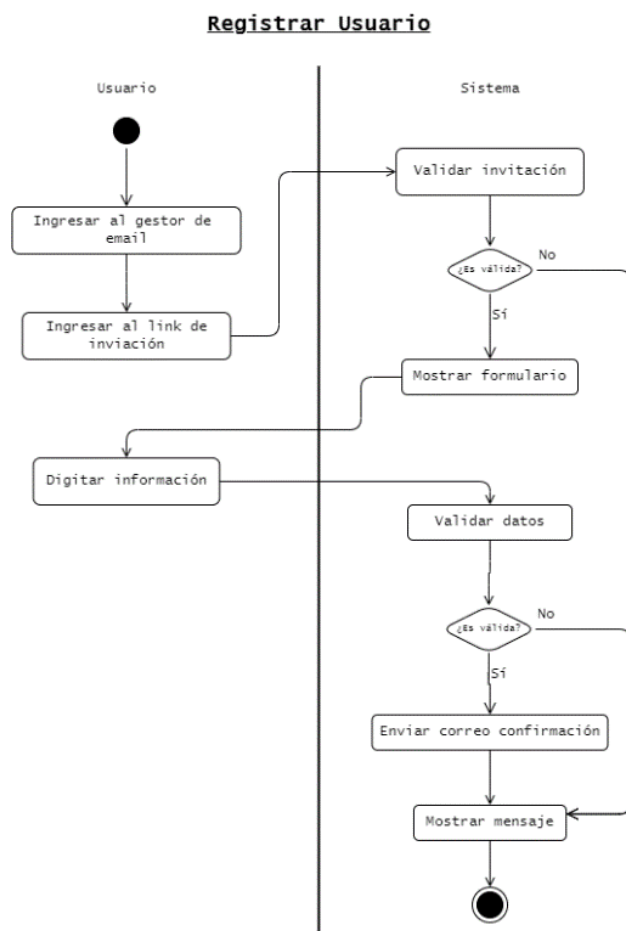 Registrar Usuario
Usuario
Sistema
Validar invitación
Ingresar al gestor de
email
¿Es válida?
No
Sí
Ingresar al link de
inviación
Mostrar formulario
Digitar información
Validar datos
¿Es válida?
No
Sí
Enviar correo confirmación
Mostrar mensaje